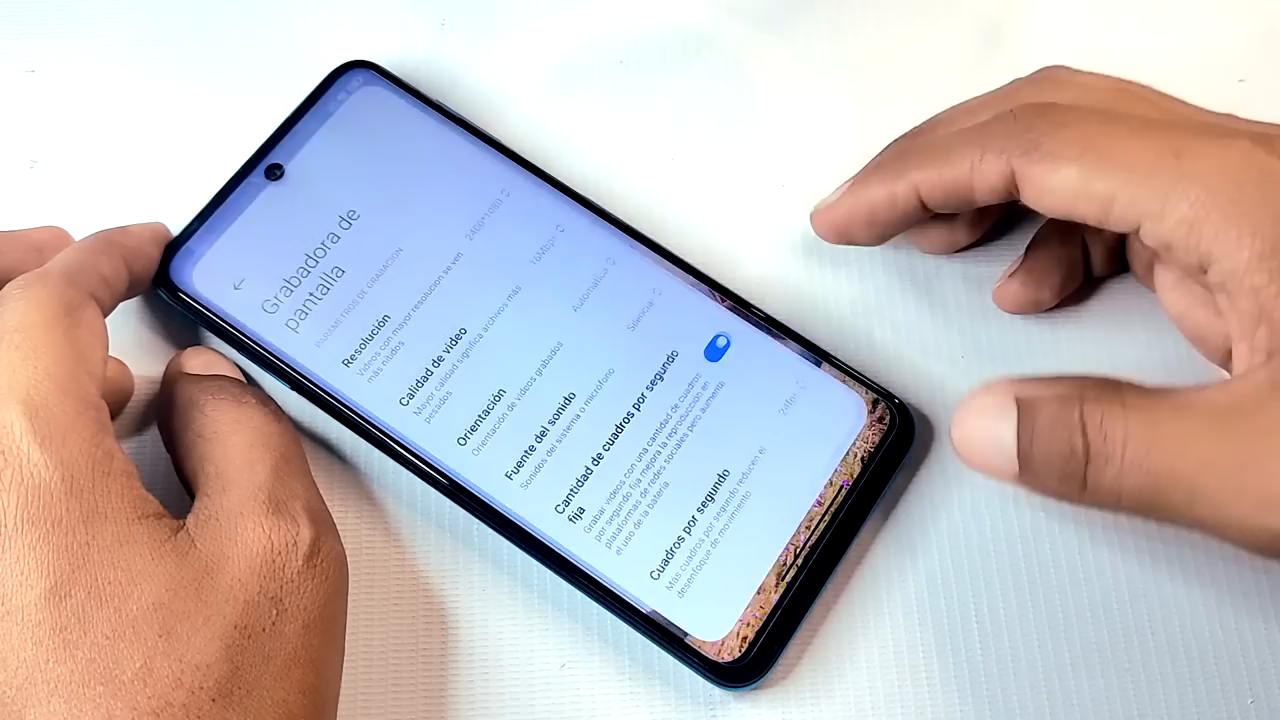 Grabadora de
pantalla
PARÁMETROS DE GRABACIÓN
Resolución
Videos con mayor resolución se ven
más nítidos
2400*1080
Calidad de video
Mayor calidad significa archivos más
pesados
16Mbps
Orientación
Orientación de videos grabados
Automática
Fuente del sonido
Sonidos del sistema o micrófono
Silenciar
Cantidad de cuadros por segundo
fija
Grabar videos con una cantidad de cuadros
por segundo fija mejora la reproducción en
plataformas de redes sociales pero aumenta
el uso de la batería
Cuadros por segundo
Más cuadros por segundo reducen el
desenfoque de movimiento
24fps